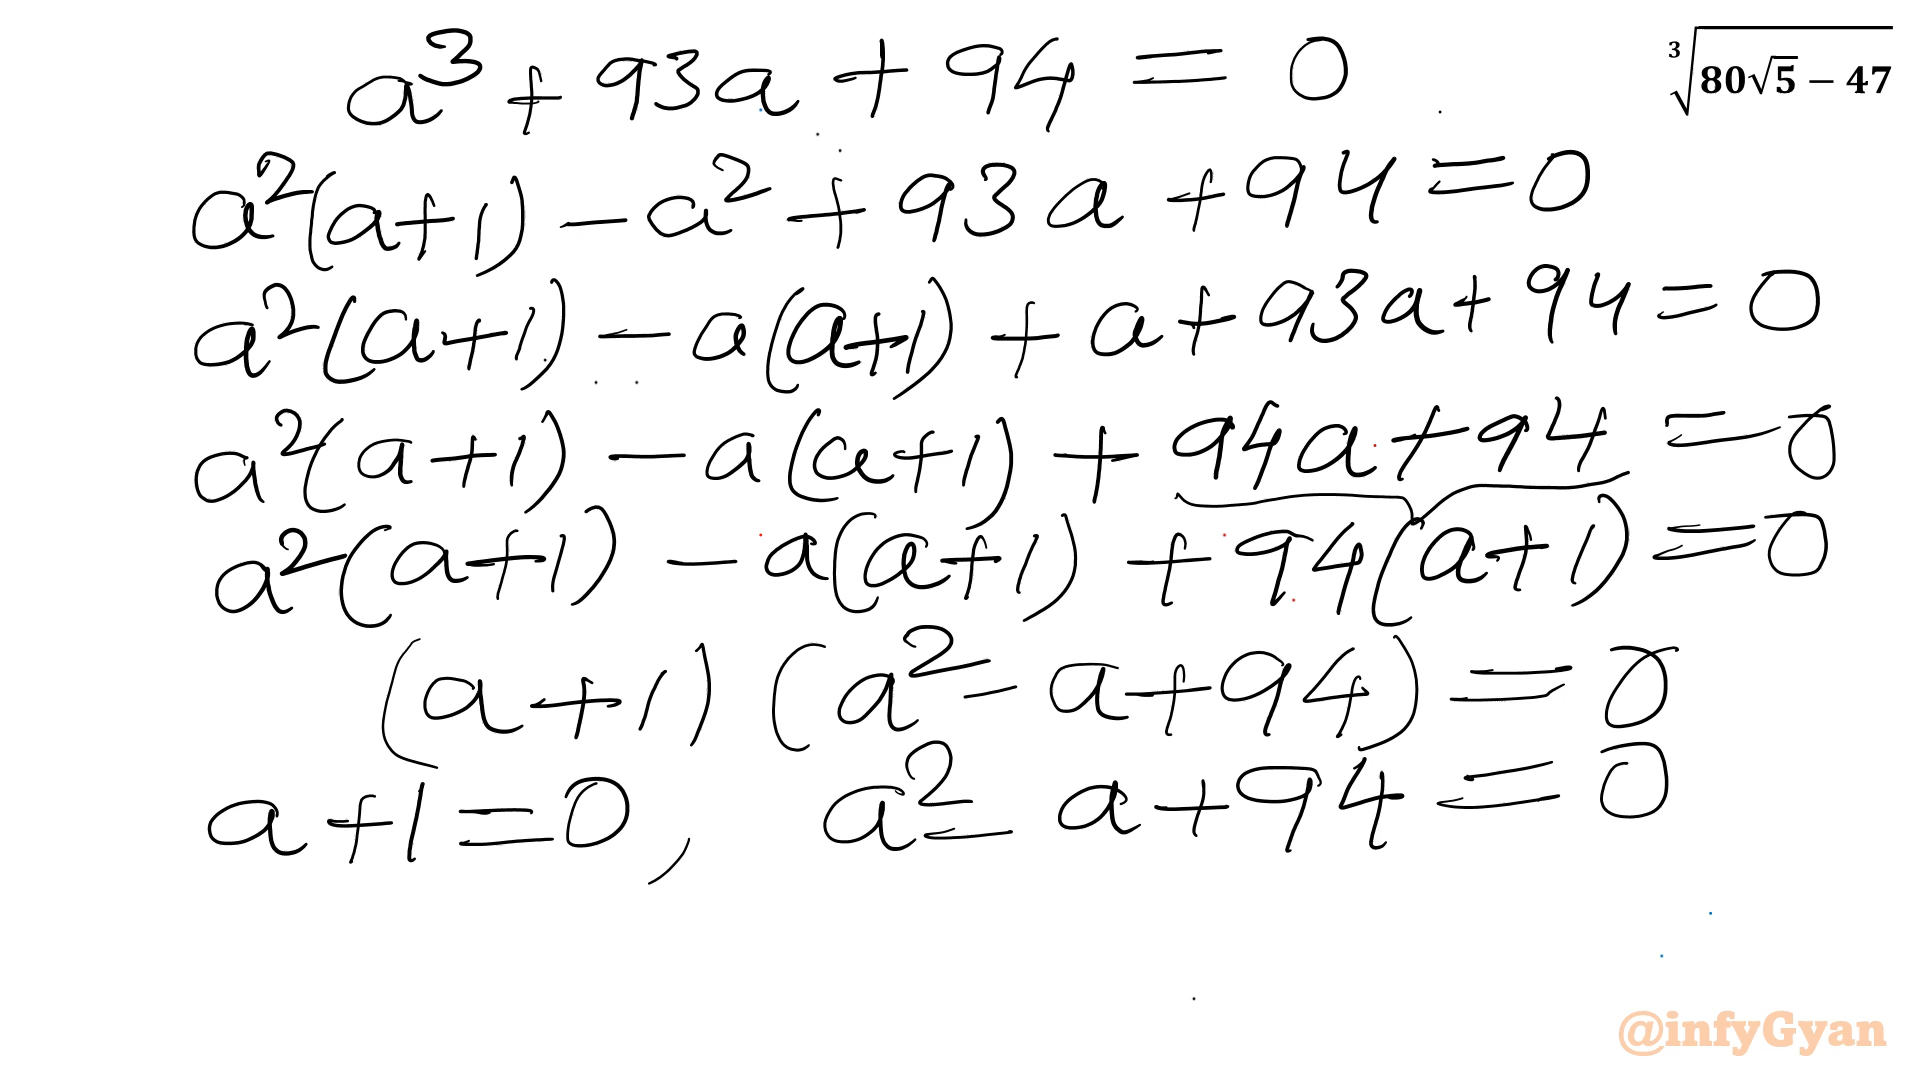 a³ + 93a + 94 = 0
∛(80√5 − 47)
a²(a+1) − a² + 93a + 94 = 0
a²(a+1) − a(a+1) + a + 93a + 94 = 0
a²(a+1) − a(a+1) + 94a + 94 = 0
a²(a+1) − a(a+1) + 94(a+1) = 0
(a+1) (a² − a + 94) = 0
a + 1 = 0, a² − a + 94 = 0
@infyGyan